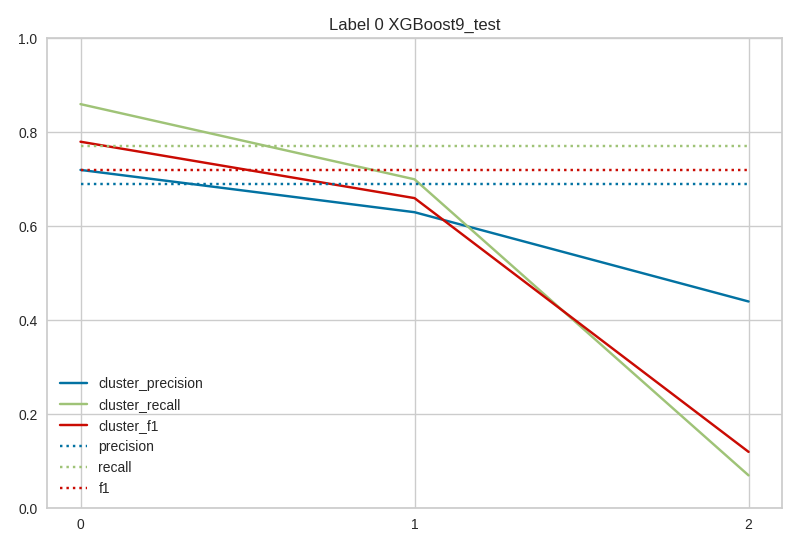 Label 0 XGBoost9_test
1.0
0.8
0.6
0.4
0.2
0.0
cluster_precision
cluster_recall
cluster_f1
precision
recall
f1
0 1 2